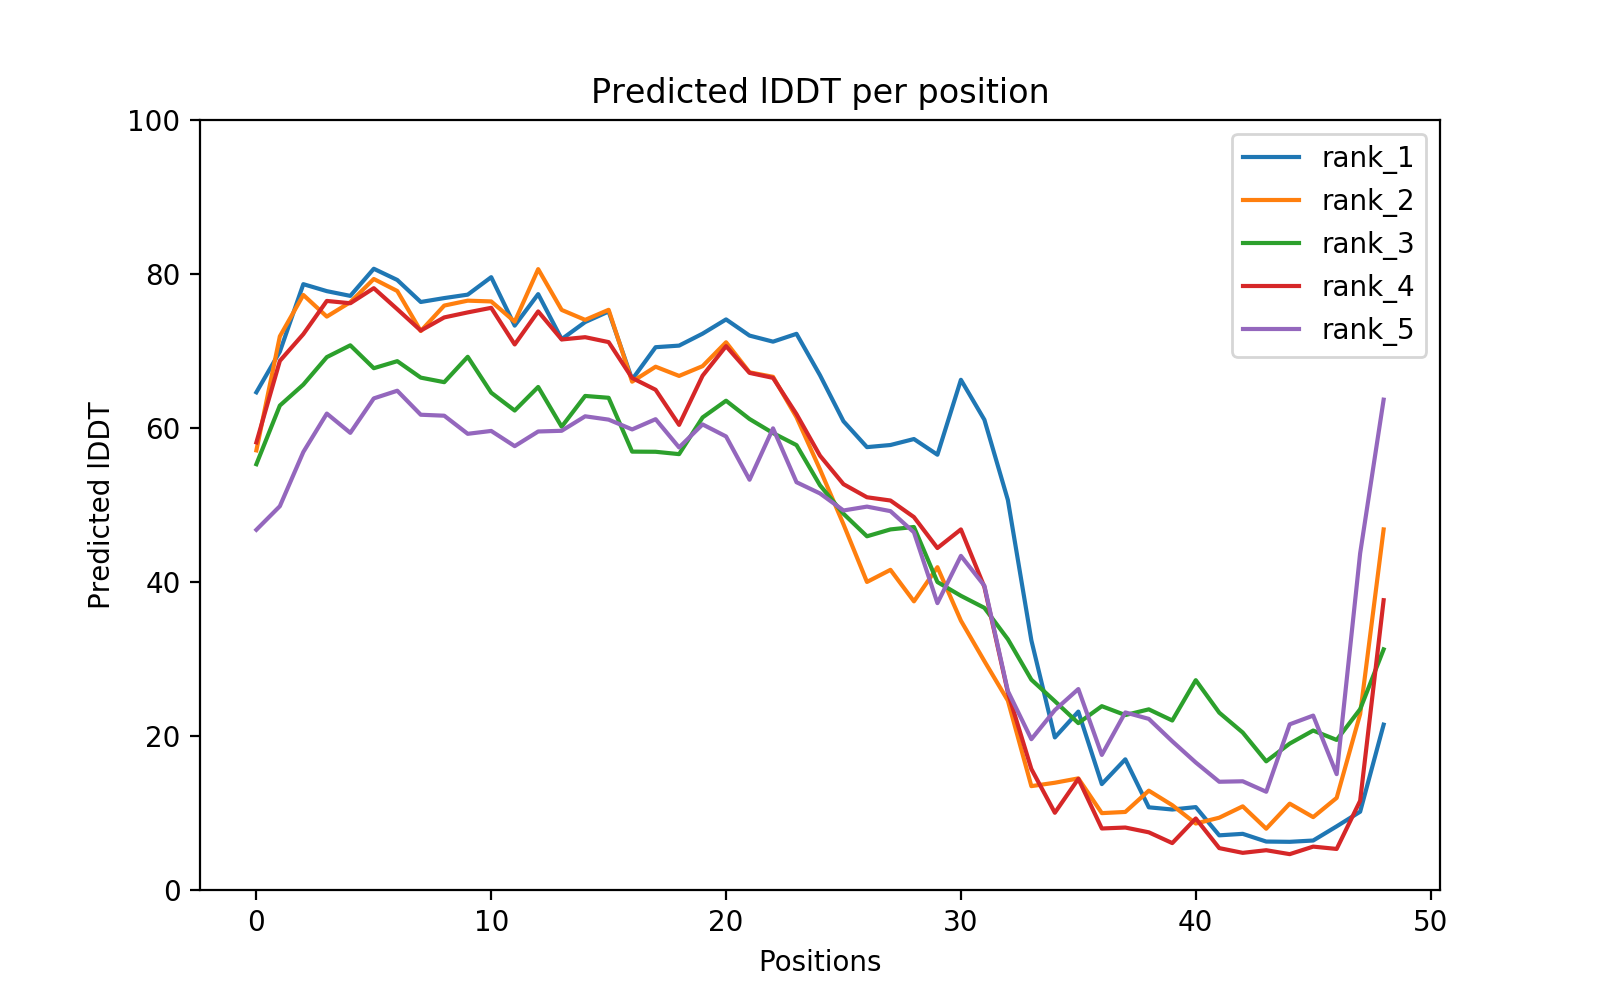 Predicted lDDT per position
Predicted lDDT
100
80
60
40
20
0
0 10 20 30 40 50
Positions
rank_1
rank_2
rank_3
rank_4
rank_5